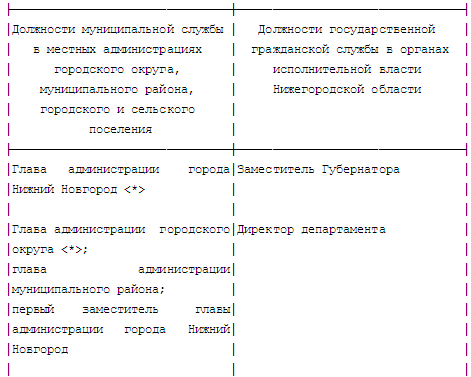 Должности муниципальной службы | Должности государственной
в местных администрациях | гражданской службы в органах
городского округа, | исполнительной власти
муниципального района, | Нижегородской области
городского и сельского
поселения
Глава администрации города | Заместитель Губернатора
Нижний Новгород <*>
Глава администрации городского | Директор департамента
округа <*>;
глава администрации
муниципального района;
первый заместитель главы
администрации города Нижний
Новгород